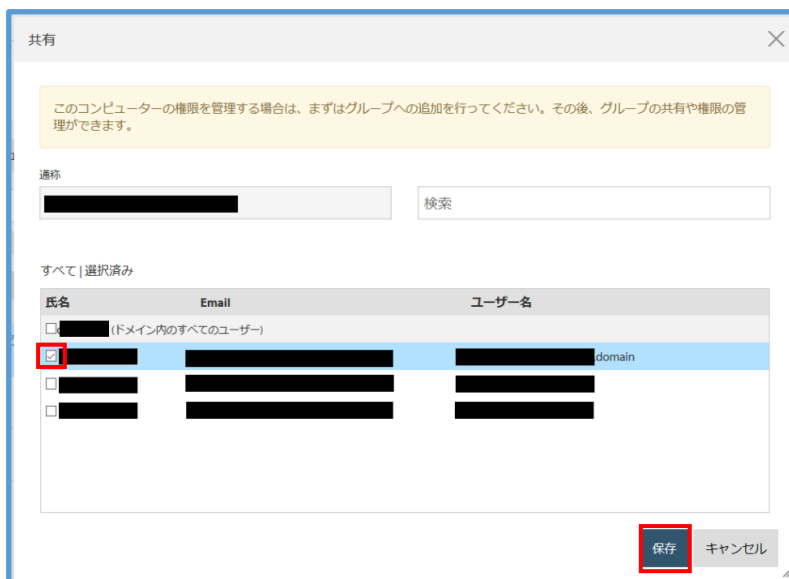 共有
このコンピューターの権限を管理する場合は、まずはグループへの追加を行ってください。その後、グループの共有や権限の管
理ができます。
通称
検索
すべて | 選択済み
氏名 Email ユーザー名
(ドメイン内のすべてのユーザー)
.domain
保存 キャンセル